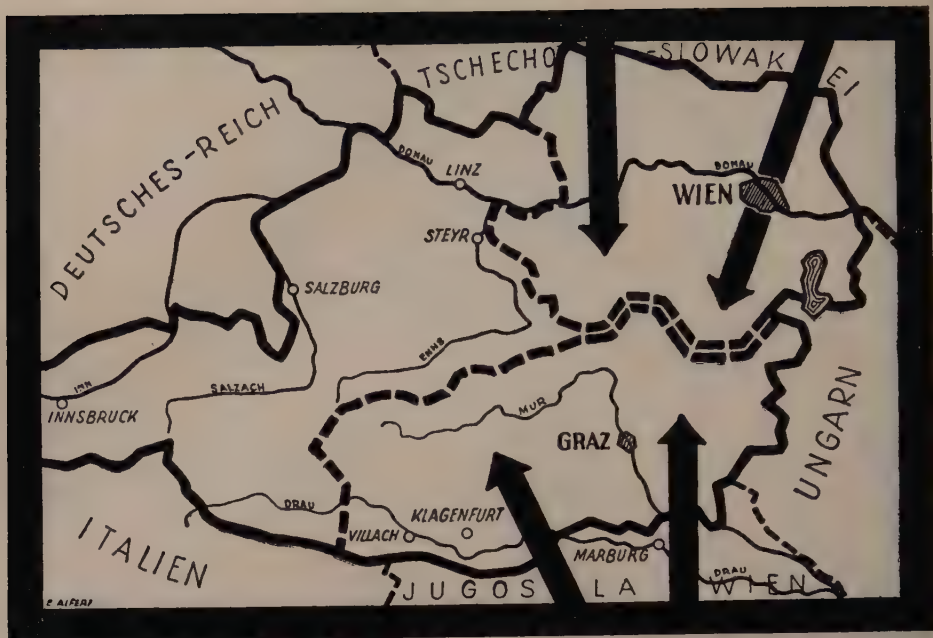 TSCHECHO
-SLOWAK
EI
DEUTSCHES-REICH
DONAU
LINZ
DONAU
WIEN
STEYR
SALZBURG
ENNS
INN
SALZACH
INNSBRUCK
MUR
GRAZ
UNGARN
DRAU
KLAGENFURT
VILLACH
MARBURG
ITALIEN
DRAU
JUGOS LA WIEN